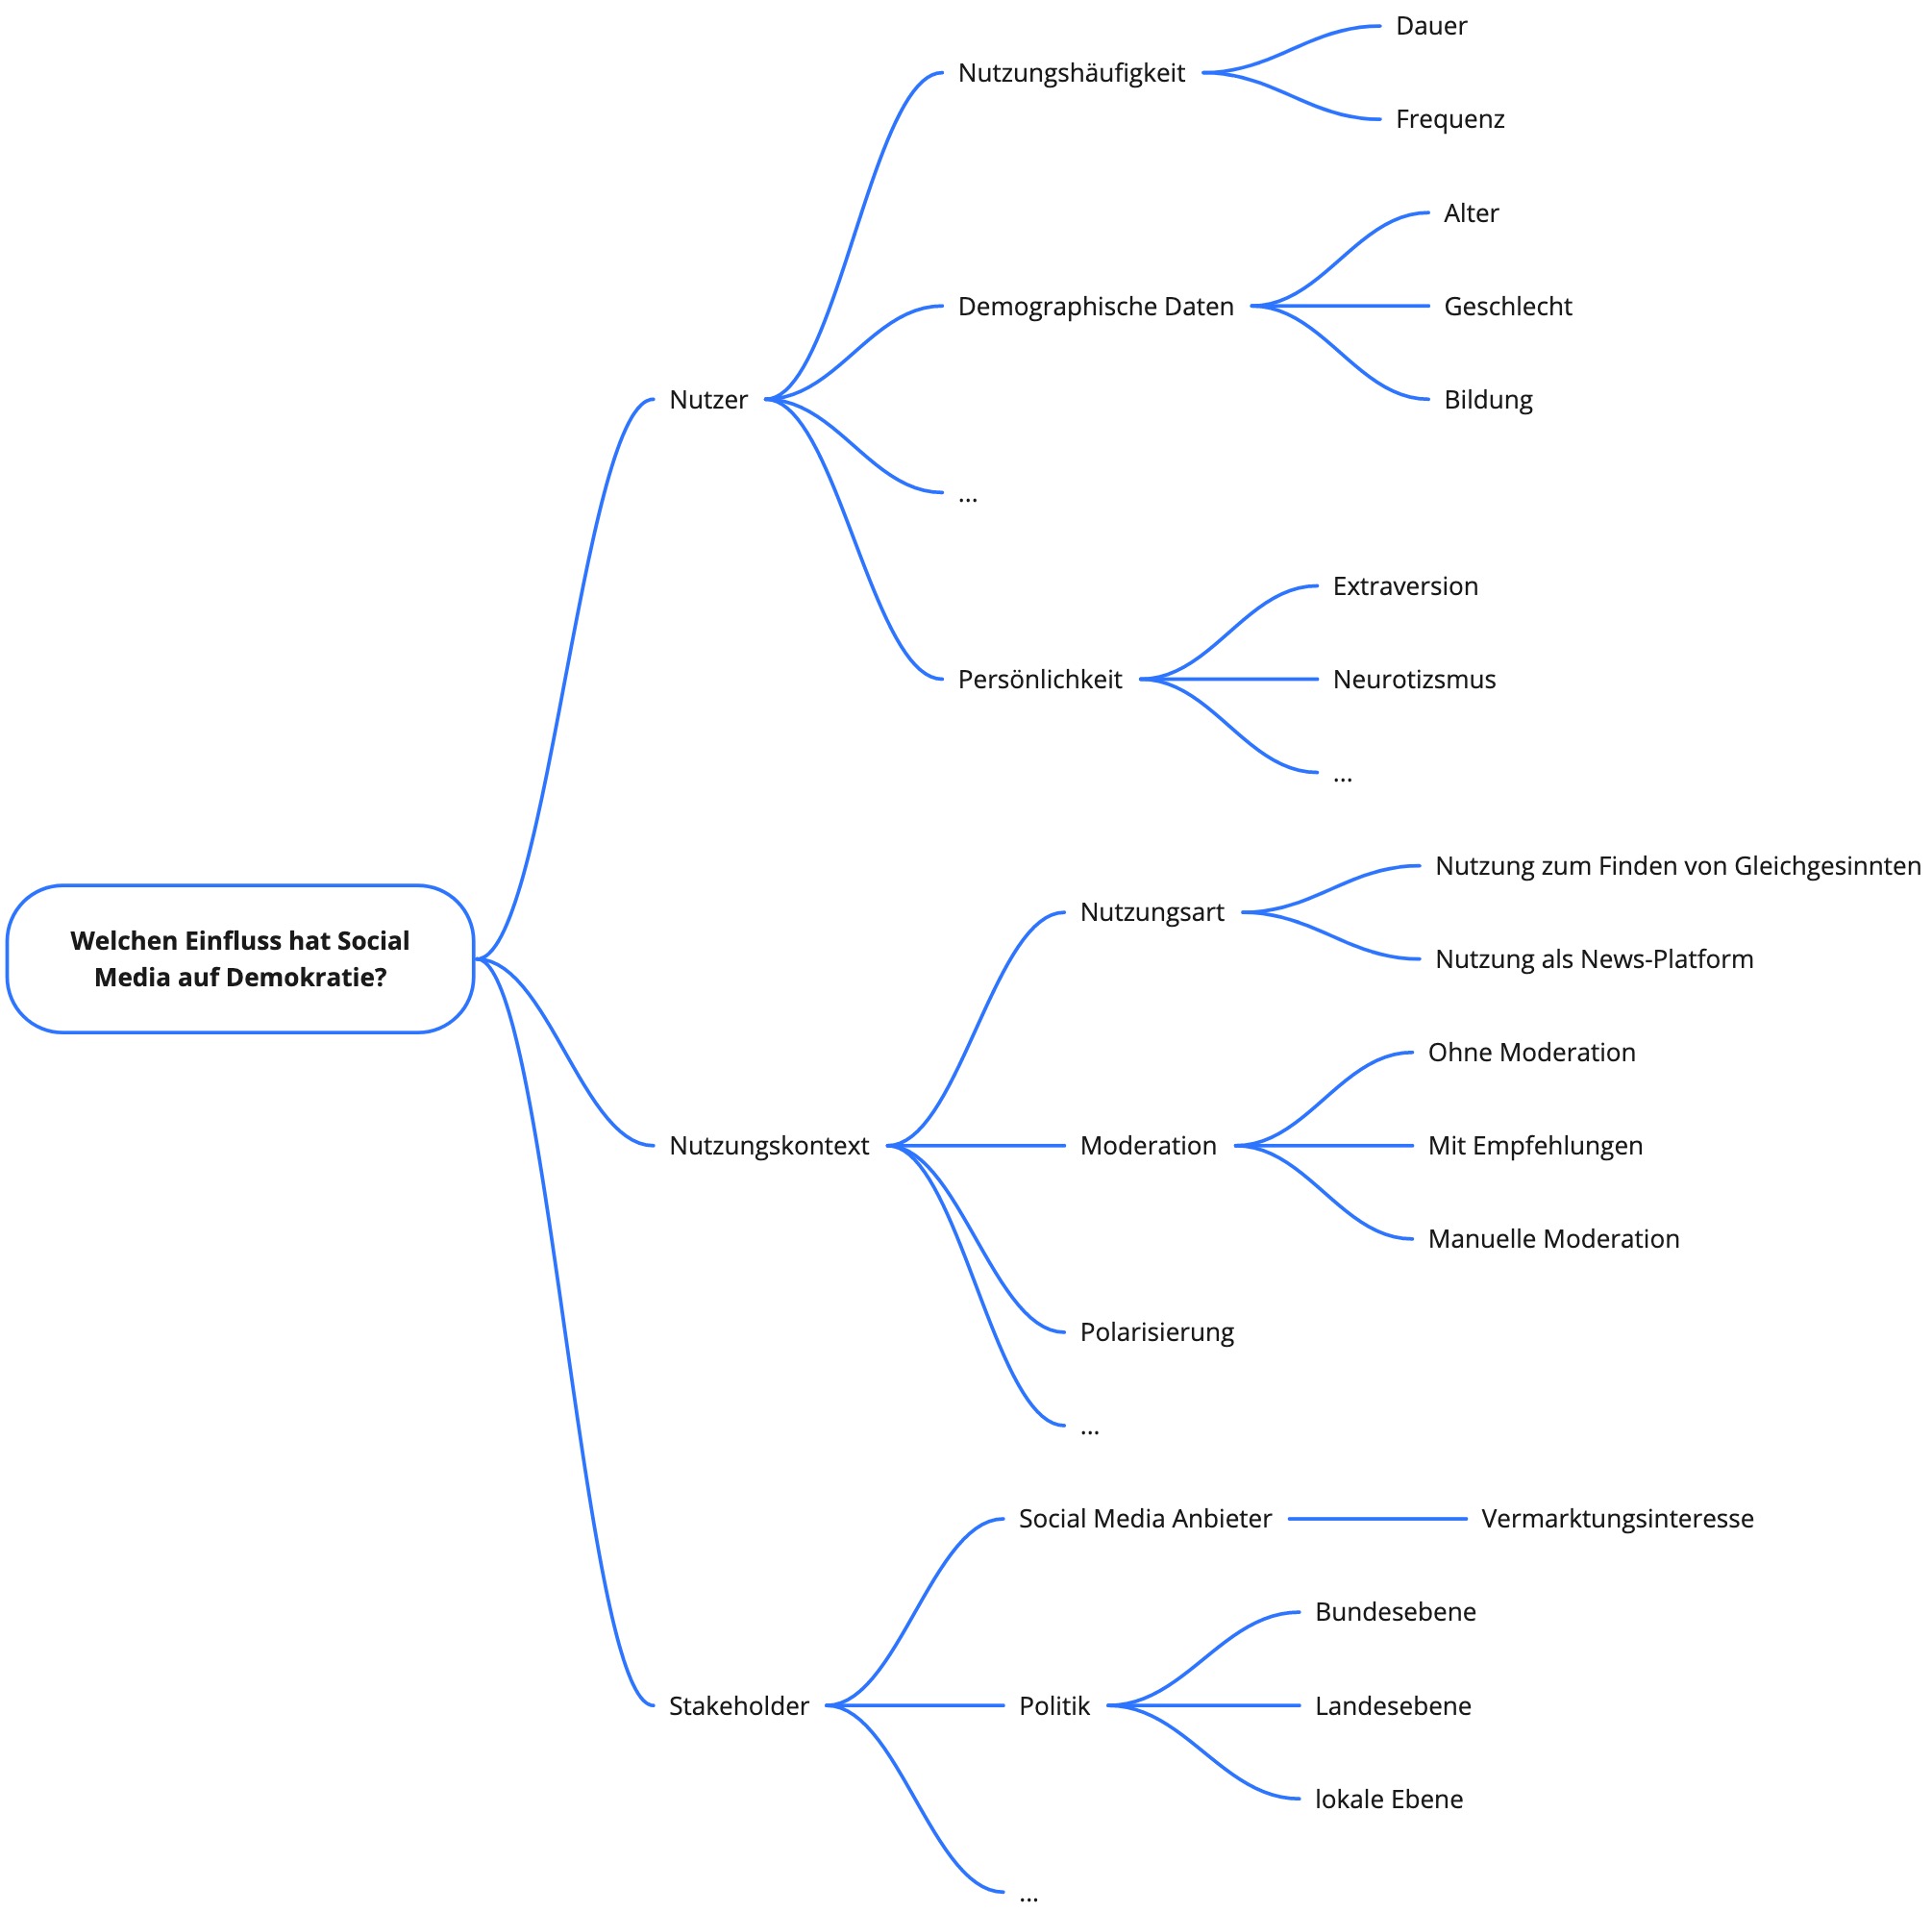 Dauer
Nutzungshäufigkeit
Frequenz
Alter
Demographische Daten
Geschlecht
Nutzer
Bildung
...
Extraversion
Persönlichkeit
Neurotizsmus
...
Nutzung zum Finden von Gleichgesinnten
Nutzungsart
Welchen Einfluss hat Social
Media auf Demokratie?
Nutzung als News-Platform
Ohne Moderation
Nutzungskontext
Moderation
Mit Empfehlungen
Manuelle Moderation
Polarisierung
...
Social Media Anbieter
Vermarktungsinteresse
Bundesebene
Stakeholder
Politik
Landesebene
lokale Ebene
...